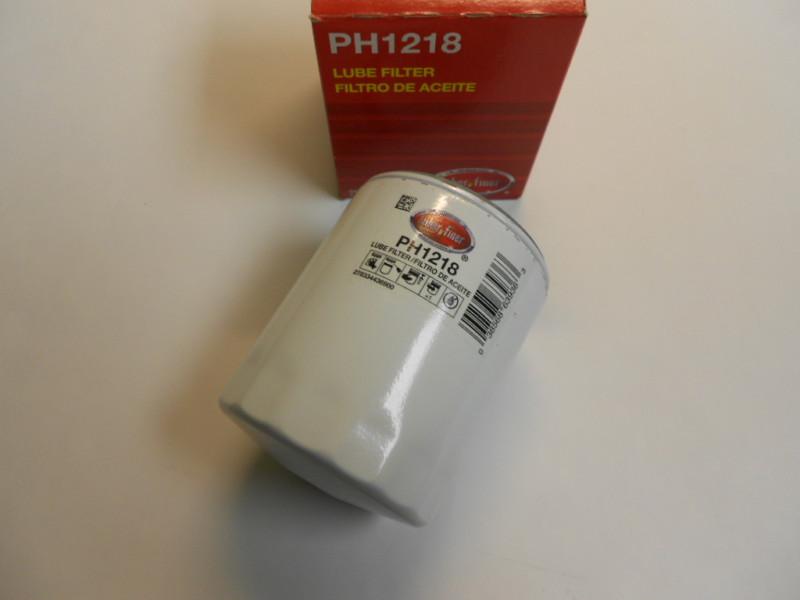 PH1218
LUBE FILTER
FILTRO DE ACEITE
PH1218
LUBE FILTER/FILTRO DE ACEITE